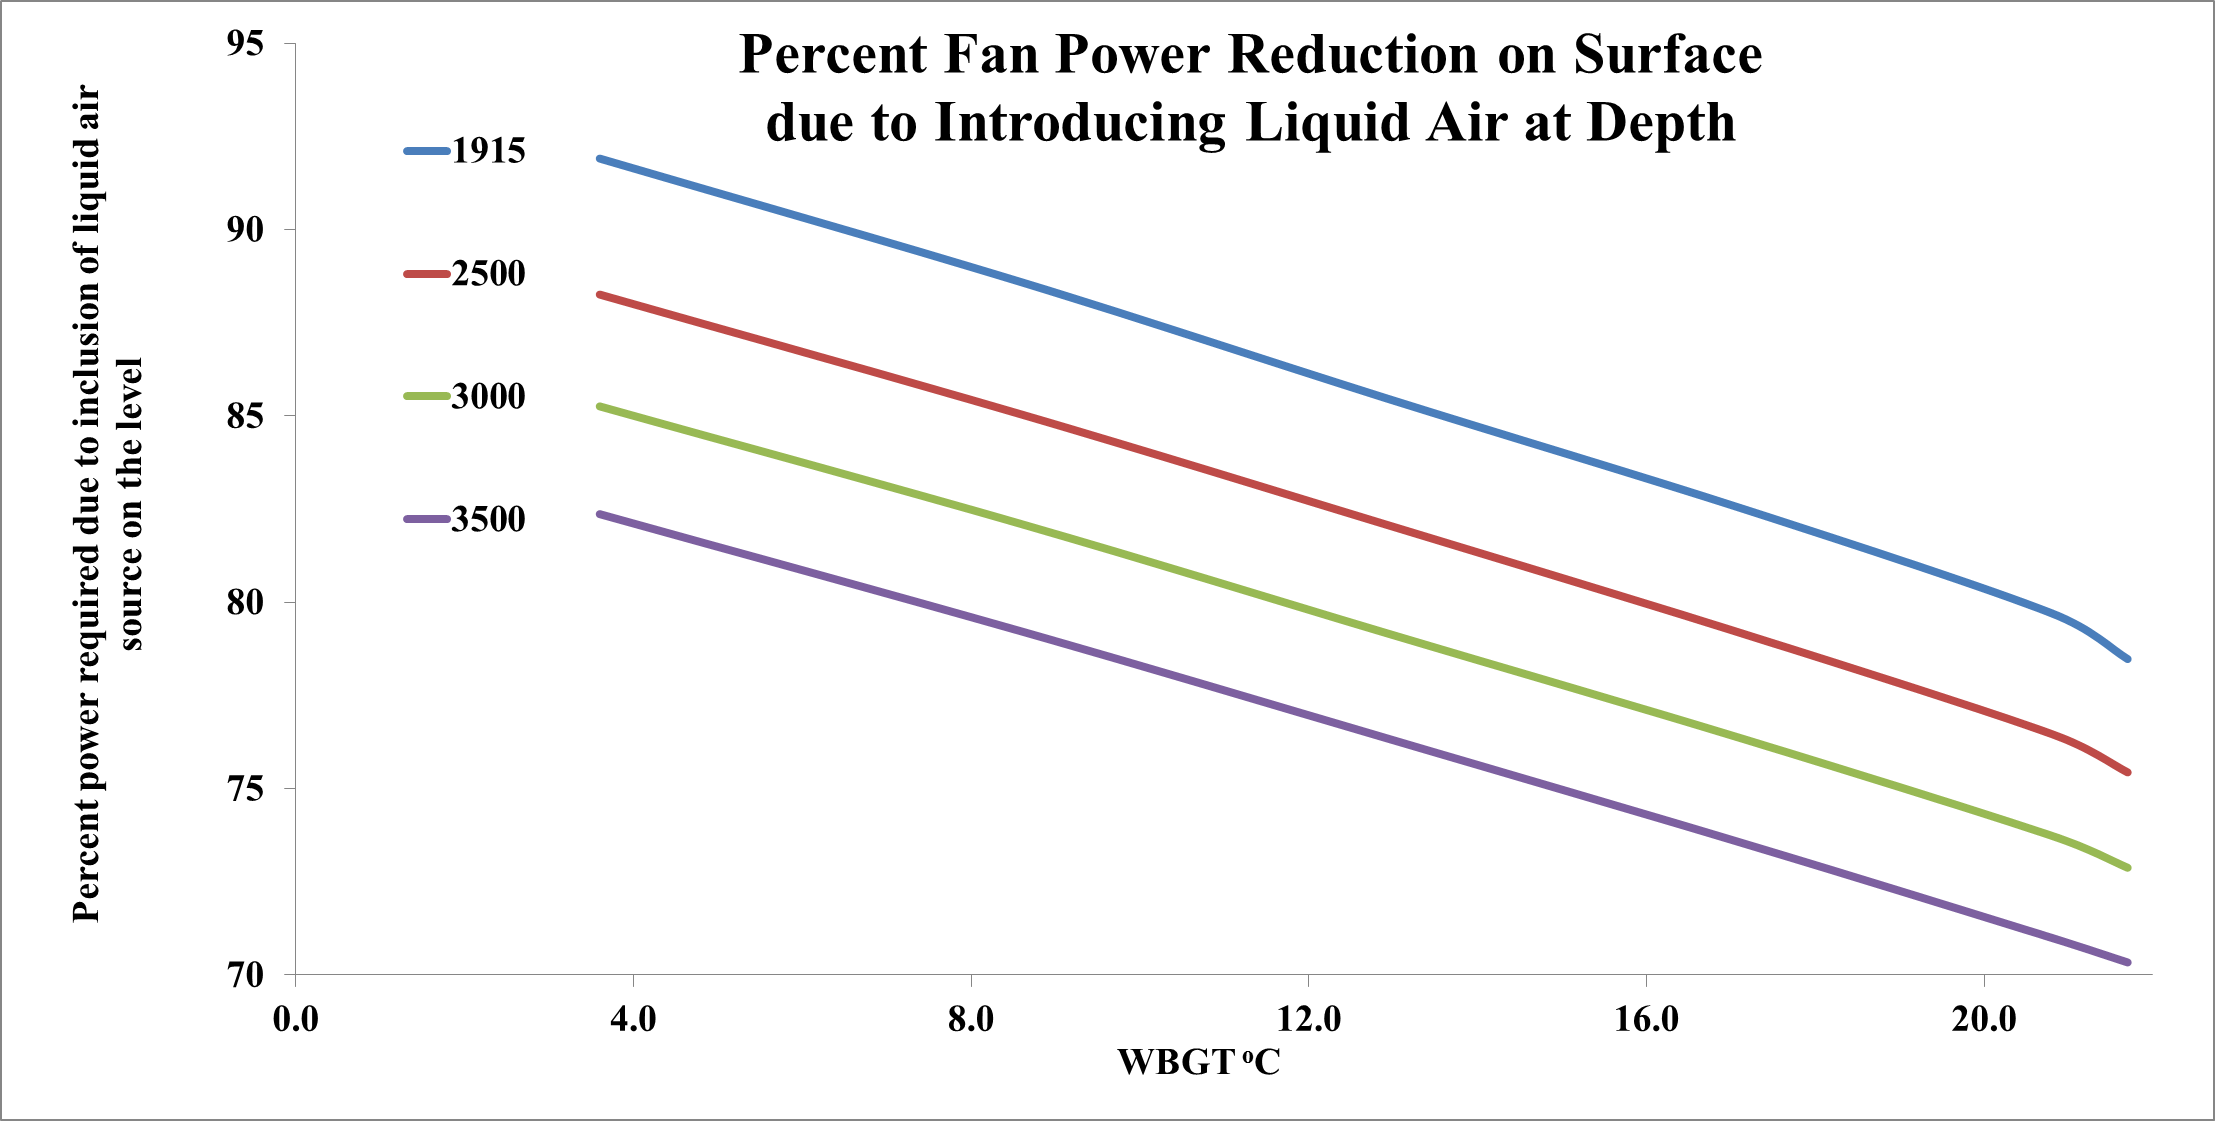 Percent Fan Power Reduction on Surface
due to Introducing Liquid Air at Depth
Percent power required due to inclusion of liquid air
source on the level
95
90
85
80
75
70
1915
2500
3000
3500
0.0 4.0 8.0 12.0 16.0 20.0
WBGT ºC